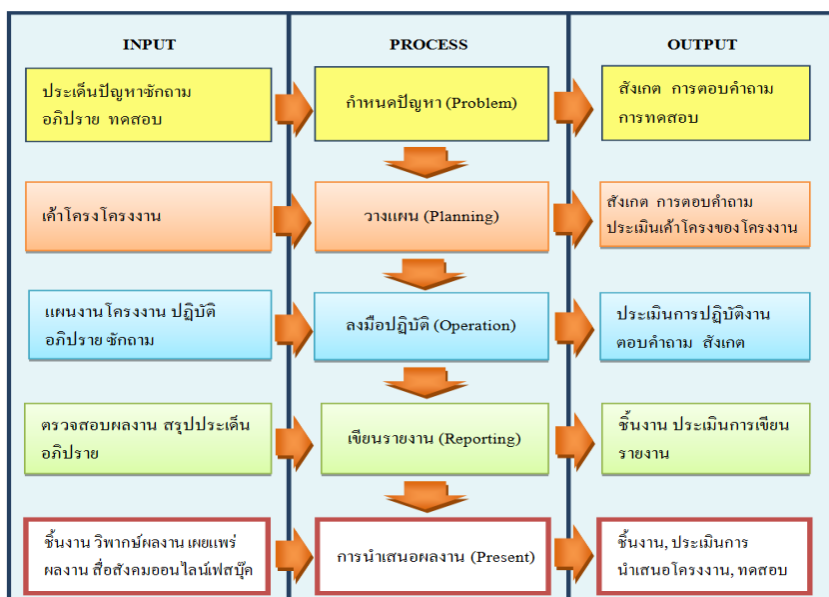 INPUT
PROCESS
OUTPUT
ประเด็นปัญหาซักถาม
อภิปราย ทดสอบ
กำหนดปัญหา (Problem)
สังเกต การตอบคำถาม
การทดสอบ
เค้าโครงโครงงาน
วางแผน (Planning)
สังเกต การตอบคำถาม
ประเมินเค้าโครงของโครงงาน
แผนงานโครงงาน ปฏิบัติ
อภิปราย ซักถาม
ลงมือปฏิบัติ (Operation)
ประเมินการปฏิบัติงาน
ตอบคำถาม สังเกต
ตรวจสอบผลงาน สรุปประเด็น
อภิปราย
เขียนรายงาน (Reporting)
ชิ้นงาน ประเมินการเขียน
รายงาน
ชิ้นงาน วิพากษ์ผลงาน เผยแพร่
ผลงาน สื่อสังคมออนไลน์เฟสบุ๊ค
การนำเสนอผลงาน (Present)
ชิ้นงาน, ประเมินการ
นำเสนอโครงงาน, ทดสอบ